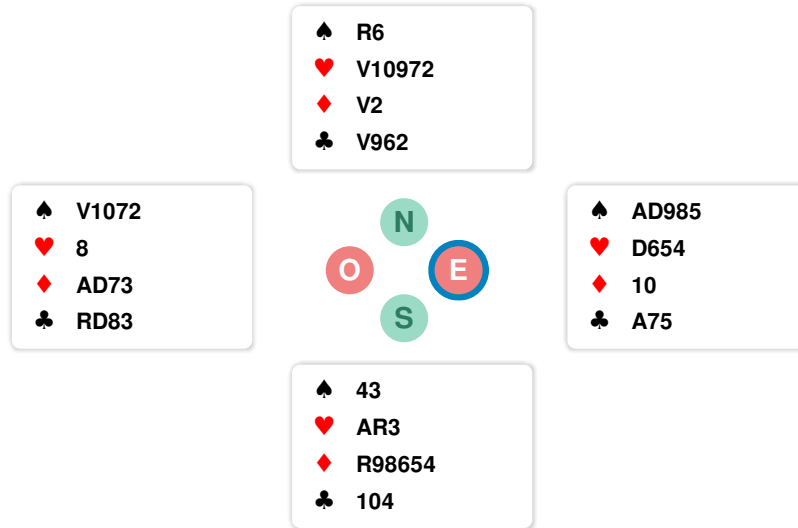 ♠ R6
♥ V10972
♦ V2
♣ V962
♠ V1072
♥ 8
♦ AD73
♣ RD83
N
O E
S
♠ AD985
♥ D654
♦ 10
♣ A75
♠ 43
♥ AR3
♦ R98654
♣ 104